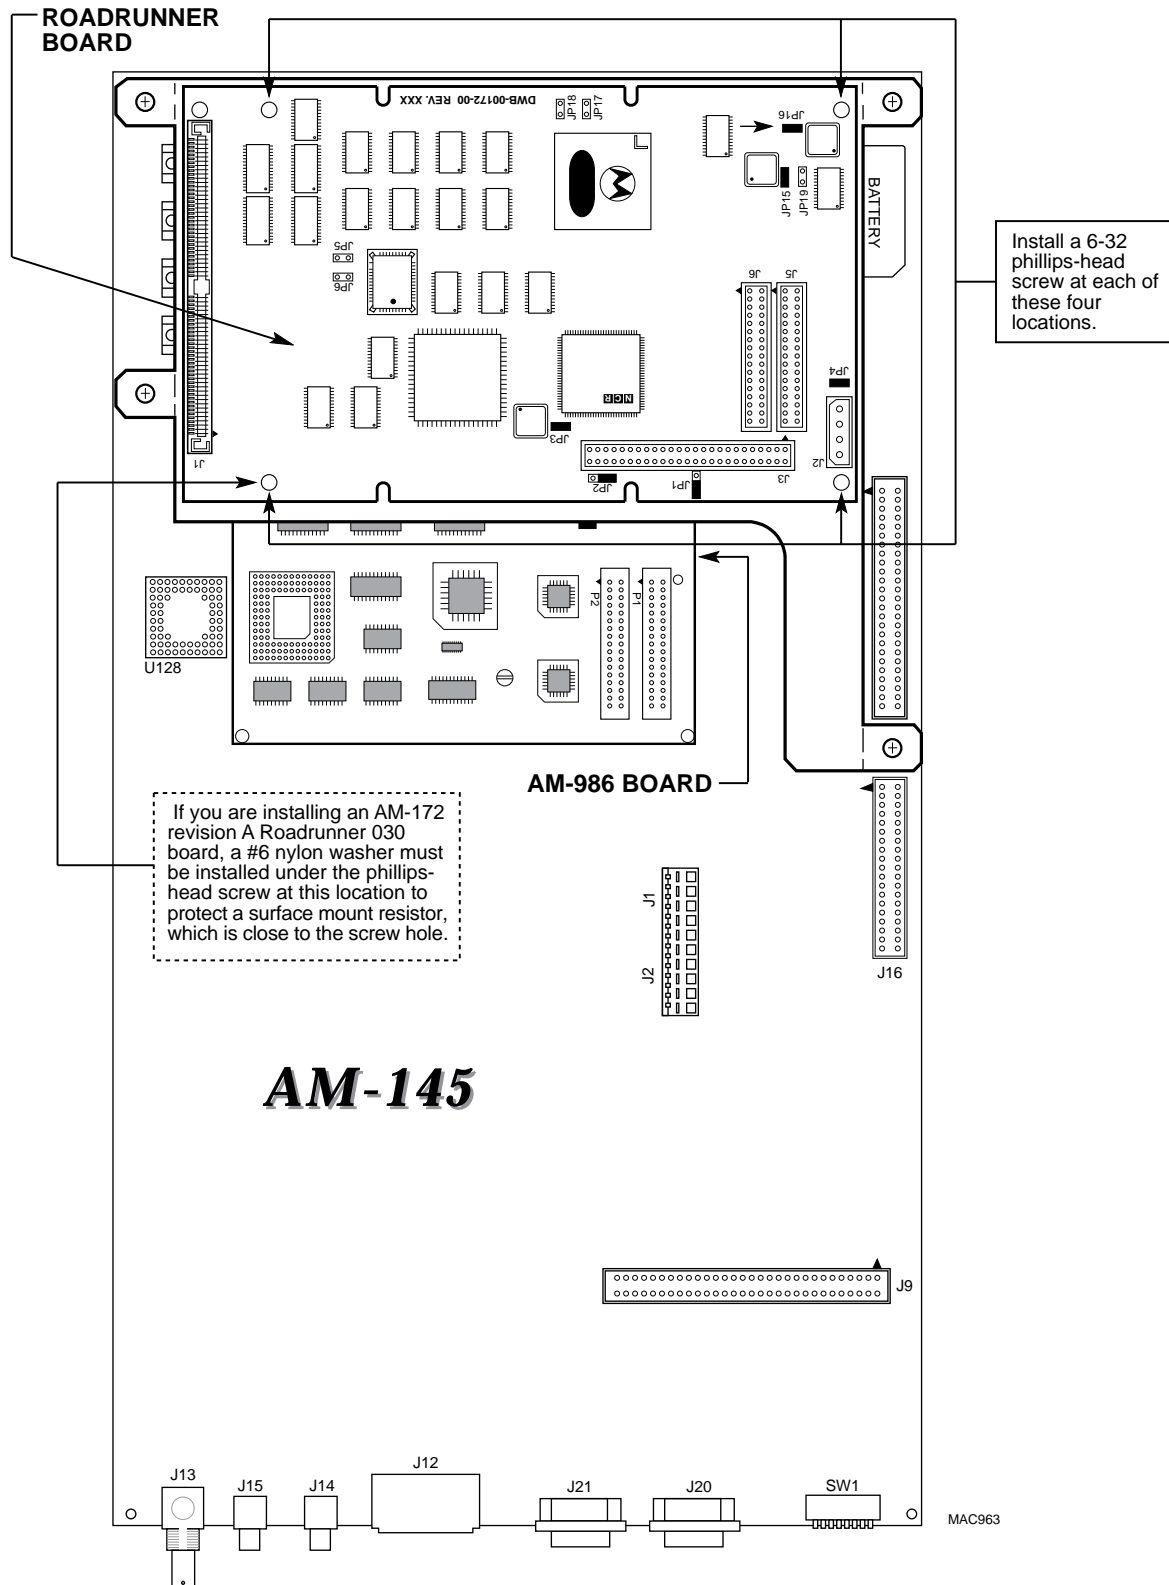 ROADRUNNER
BOARD
DWB-00172-00 REV. XXX
JP18
JP17
JP16
JP15
JP19
BATTERY
Install a 6-32
phillips-head
screw at each of
these four
locations.
JP5
JP6
J6
J5
JP4
NCR
JP3
J2
J1
J3
JP2
JP1
U128
P2
P1
AM-986 BOARD
If you are installing an AM-172
revision A Roadrunner 030
board, a #6 nylon washer must
be installed under the phillips-
head screw at this location to
protect a surface mount resistor,
which is close to the screw hole.
J1
J2
J16
AM-145
J9
J13
J15
J14
J12
J21
J20
SW1
MAC963